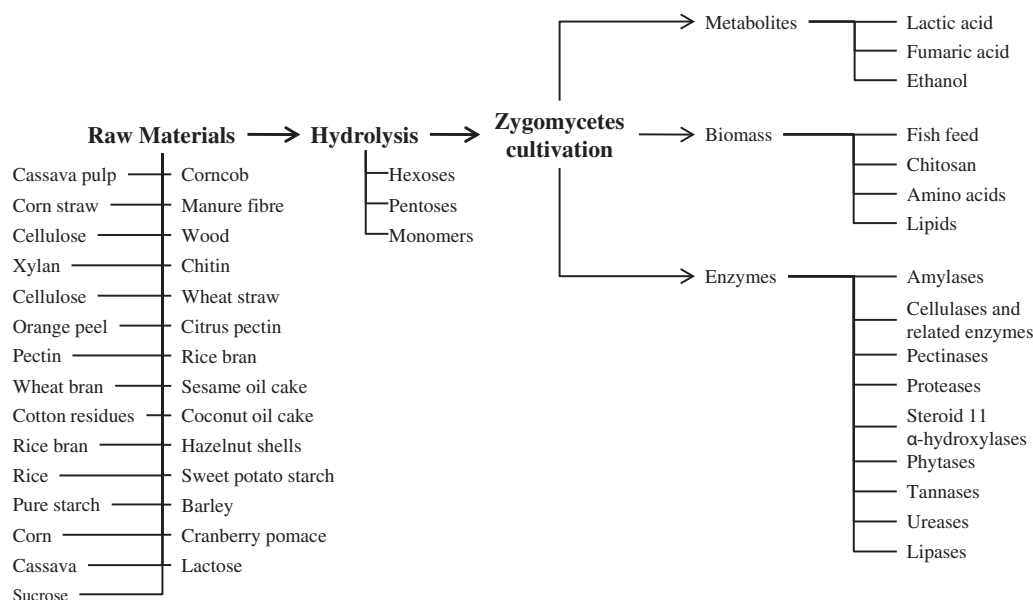 Raw Materials
Cassava pulp
Corn straw
Cellulose
Xylan
Cellulose
Orange peel
Pectin
Wheat bran
Cotton residues
Rice bran
Rice
Pure starch
Corn
Cassava
Sucrose
Corncob
Manure fibre
Wood
Chitin
Wheat straw
Citrus pectin
Rice bran
Sesame oil cake
Coconut oil cake
Hazelnut shells
Sweet potato starch
Barley
Cranberry pomace
Lactose
Hydrolysis
Hexoses
Pentoses
Monomers
Zygomycetes
cultivation
Metabolites
Lactic acid
Fumaric acid
Ethanol
Biomass
Fish feed
Chitosan
Amino acids
Lipids
Enzymes
Amylases
Cellulases and
related enzymes
Pectinases
Proteases
Steroid 11
α-hydroxylases
Phytases
Tannases
Ureases
Lipases